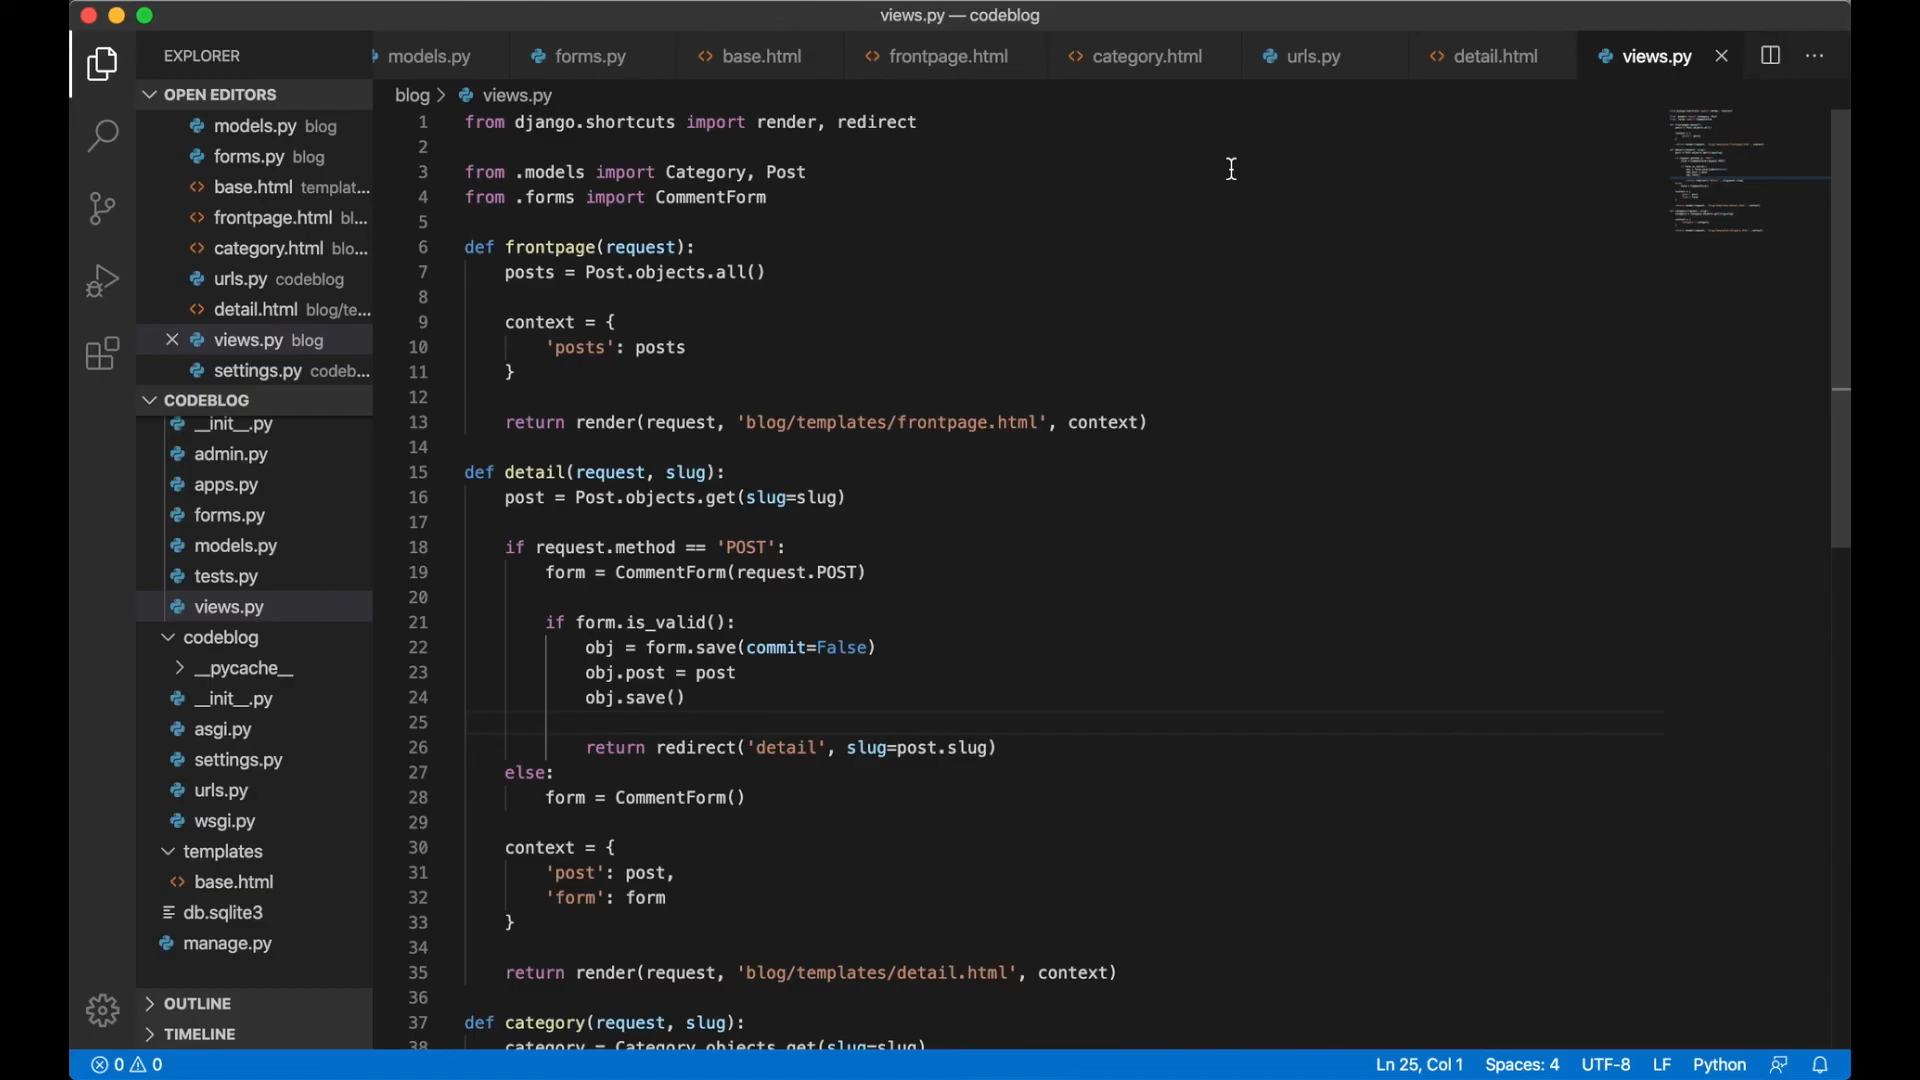 views.py — codeblog
EXPLORER
models.py
forms.py
base.html
frontpage.html
category.html
urls.py
detail.html
views.py
OPEN EDITORS
models.py blog
forms.py blog
base.html templat...
frontpage.html bl...
category.html blo...
urls.py codeblog
detail.html blog/te...
views.py blog
settings.py codeb...
CODEBLOG
__init__.py
admin.py
apps.py
forms.py
models.py
tests.py
views.py
codeblog
__pycache__
__init__.py
asgi.py
settings.py
urls.py
wsgi.py
templates
base.html
db.sqlite3
manage.py
OUTLINE
TIMELINE
blog > views.py
1 from django.shortcuts import render, redirect
2
3 from .models import Category, Post
4 from .forms import CommentForm
5
6 def frontpage(request):
7     posts = Post.objects.all()
8
9     context = {
10         'posts': posts
11     }
12
13     return render(request, 'blog/templates/frontpage.html', context)
14
15 def detail(request, slug):
16     post = Post.objects.get(slug=slug)
17
18     if request.method == 'POST':
19         form = CommentForm(request.POST)
20
21         if form.is_valid():
22             obj = form.save(commit=False)
23             obj.post = post
24             obj.save()
25
26             return redirect('detail', slug=post.slug)
27     else:
28         form = CommentForm()
29
30     context = {
31         'post': post,
32         'form': form
33     }
34
35     return render(request, 'blog/templates/detail.html', context)
36
37 def category(request, slug):
38     category = Category.objects.get(slug=slug)
0 0
Ln 25, Col 1
Spaces: 4
UTF-8
LF
Python